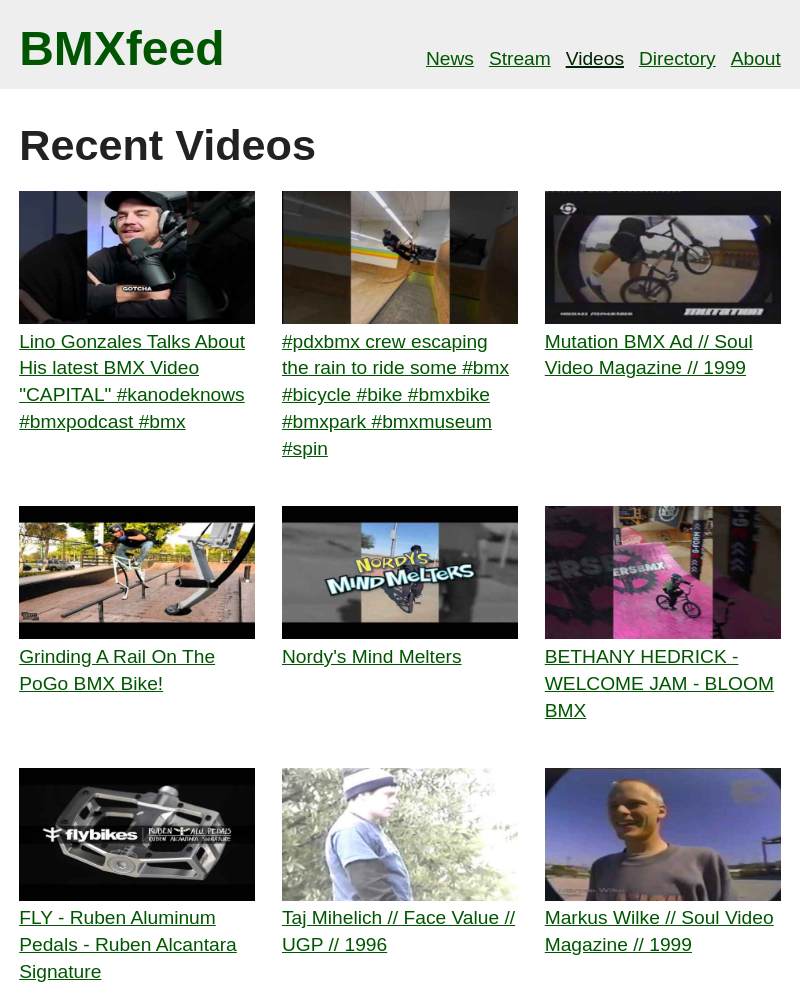 BMXfeed
News Stream Videos Directory About
Recent Videos
GOTCHA
MUTATION
Lino Gonzales Talks About
His latest BMX Video
"CAPITAL" #kanodeknows
#bmxpodcast #bmx
#pdxbmx crew escaping
the rain to ride some #bmx
#bicycle #bike #bmxbike
#bmxpark #bmxmuseum
#spin
Mutation BMX Ad // Soul
Video Magazine // 1999
NORDY'S
MIND MELTERS
ERSBMX
G-FORM
Grinding A Rail On The
PoGo BMX Bike!
Nordy's Mind Melters
BETHANY HEDRICK -
WELCOME JAM - BLOOM
BMX
flybikes
RUBEN ALU. PEDALS
RUBEN ALCANTARA SIGNATURE
FLY - Ruben Aluminum
Pedals - Ruben Alcantara
Signature
Taj Mihelich // Face Value //
UGP // 1996
Markus Wilke // Soul Video
Magazine // 1999